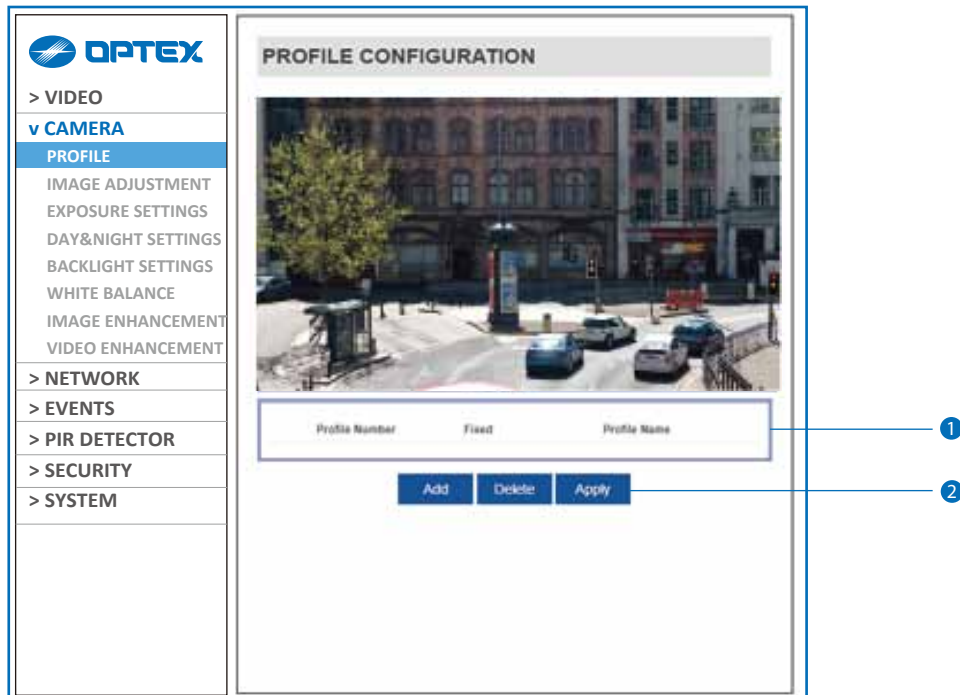 OPTEX
> VIDEO
v CAMERA
PROFILE
IMAGE ADJUSTMENT
EXPOSURE SETTINGS
DAY&NIGHT SETTINGS
BACKLIGHT SETTINGS
WHITE BALANCE
IMAGE ENHANCEMENT
VIDEO ENHANCEMENT
> NETWORK
> EVENTS
> PIR DETECTOR
> SECURITY
> SYSTEM
PROFILE CONFIGURATION
Profile Number Fixed Profile Name
1
Add Delete Apply
2